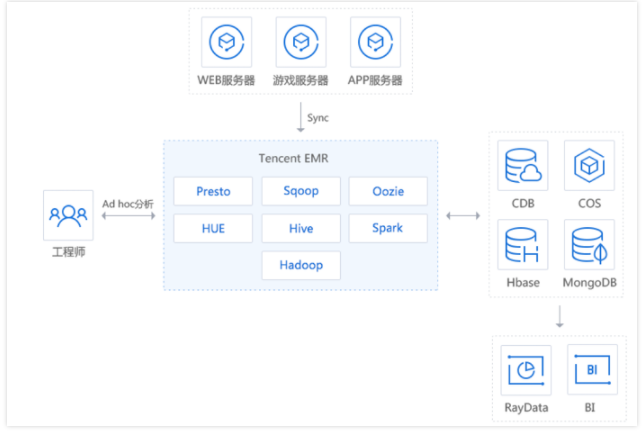 WEB服务器 游戏服务器 APP服务器
Sync
Tencent EMR
Presto Sqoop Oozie
HUE Hive Spark
Hadoop
Ad hoc分析
工程师
CDB COS
Hbase MongoDB
BI
RayData BI